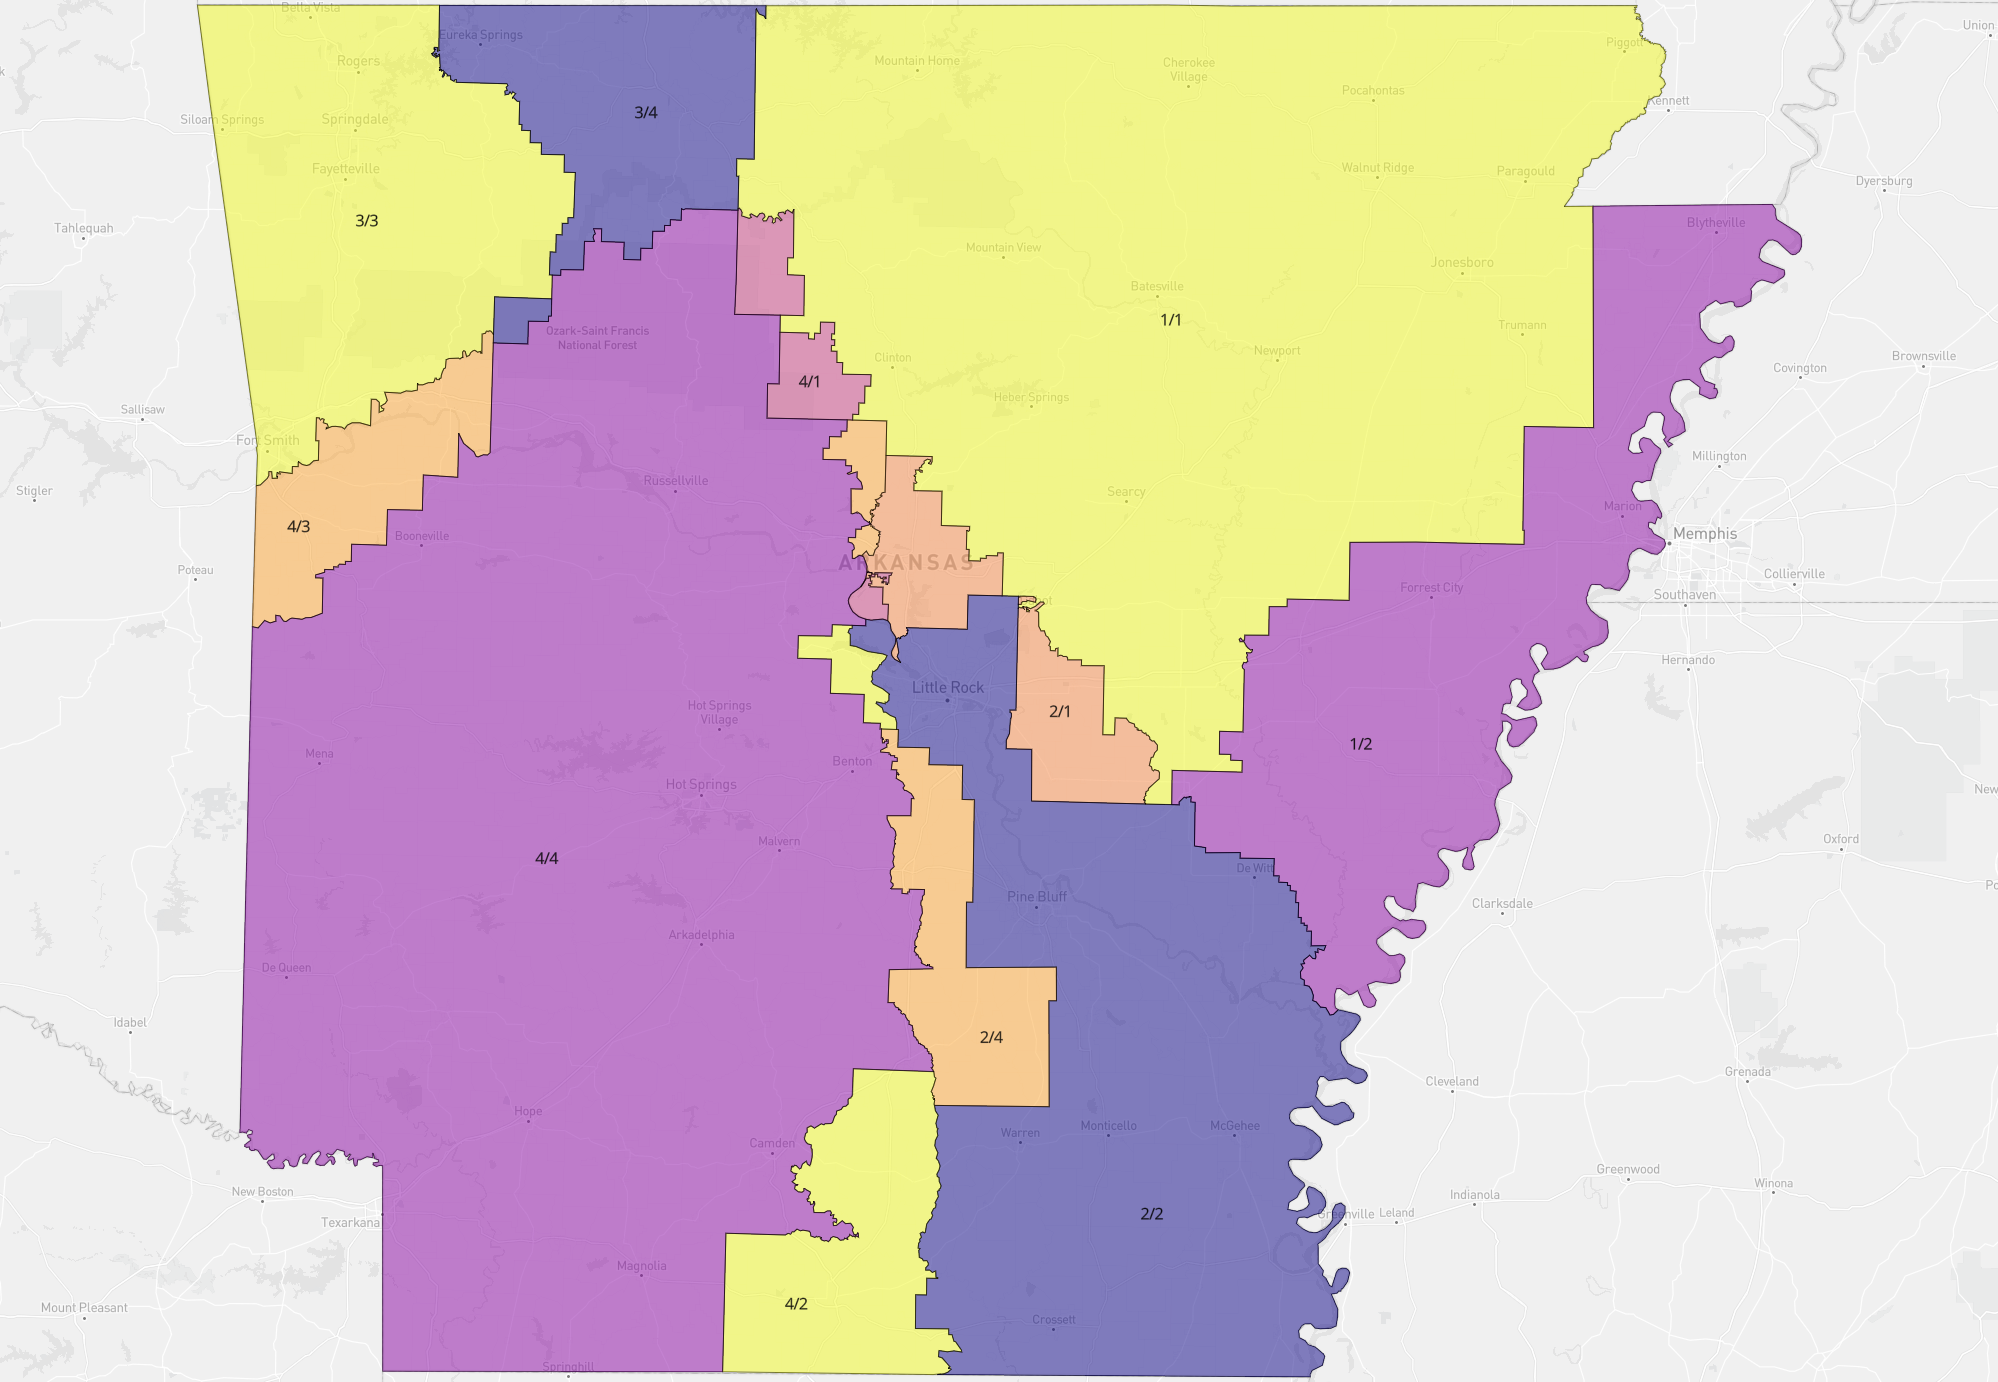 Bella Vista
Eureka Springs
Rogers
Mountain Home
Cherokee
Village
Piggott
Union
Pocahontas
Kennett
3/4
Siloam Springs
Springdale
Fayetteville
Walnut Ridge
Paragould
Dyersburg
3/3
Tahlequah
Mountain View
Blytheville
Jonesboro
Batesville
1/1
Ozark-Saint Francis
National Forest
Trumann
Clinton
Newport
Brownsville
4/1
Covington
Sallisaw
Heber Springs
Fort Smith
Millington
Stigler
Russellville
Searcy
Marion
4/3
Booneville
Memphis
ARKANSAS
Poteau
Collierville
Forrest City
Southaven
Hernando
Little Rock
Hot Springs
Village
2/1
1/2
Mena
Benton
Hot Springs
New
Malvern
Oxford
4/4
De Witt
Pine Bluff
Clarksdale
Arkadelphia
De Queen
Idabel
2/4
Grenada
Cleveland
Hope
Camden
Warren
Monticello
McGehee
Greenwood
Winona
New Boston
Indianola
Texarkana
2/2
Greenville
Leland
Magnolia
4/2
Mount Pleasant
Crossett
Springhill